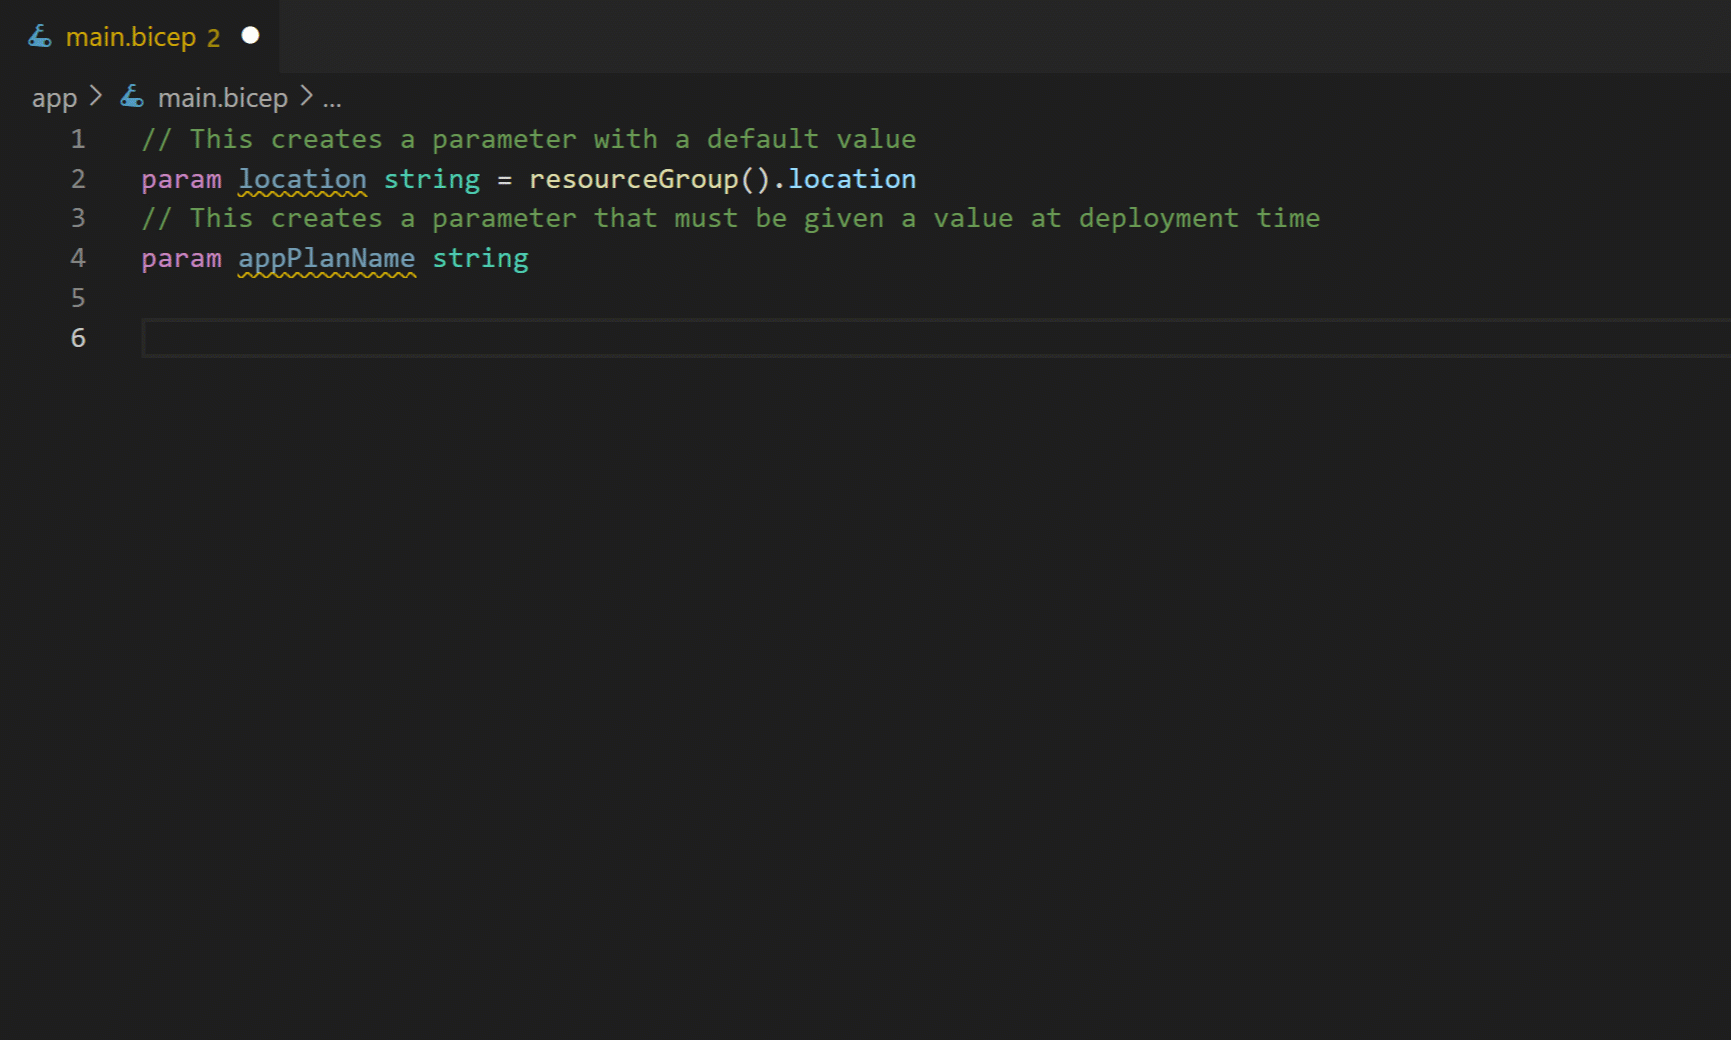 main.bicep 2
app > main.bicep > ...
1 // This creates a parameter with a default value
2 param location string = resourceGroup().location
3 // This creates a parameter that must be given a value at deployment time
4 param appPlanName string
5
6